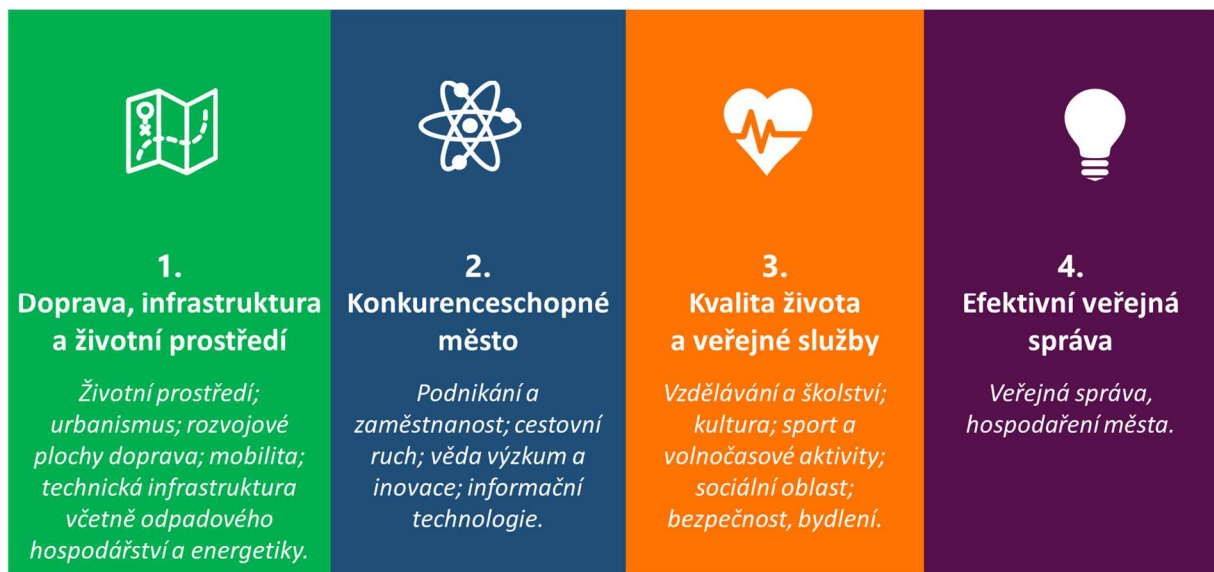 1.
Doprava, infrastruktura
a životní prostředí
Životní prostředí;
urbanismus; rozvojové
plochy doprava; mobilita;
technická infrastruktura
včetně odpadového
hospodářství a energetiky.
2.
Konkurenceschopné
město
Podnikání a
zaměstnanost; cestovní
ruch; věda výzkum a
inovace; informační
technologie.
3.
Kvalita života
a veřejné služby
Vzdělávání a školství;
kultura; sport a
volnočasové aktivity;
sociální oblast;
bezpečnost, bydlení.
4.
Efektivní veřejná
správa
Veřejná správa,
hospodaření města.